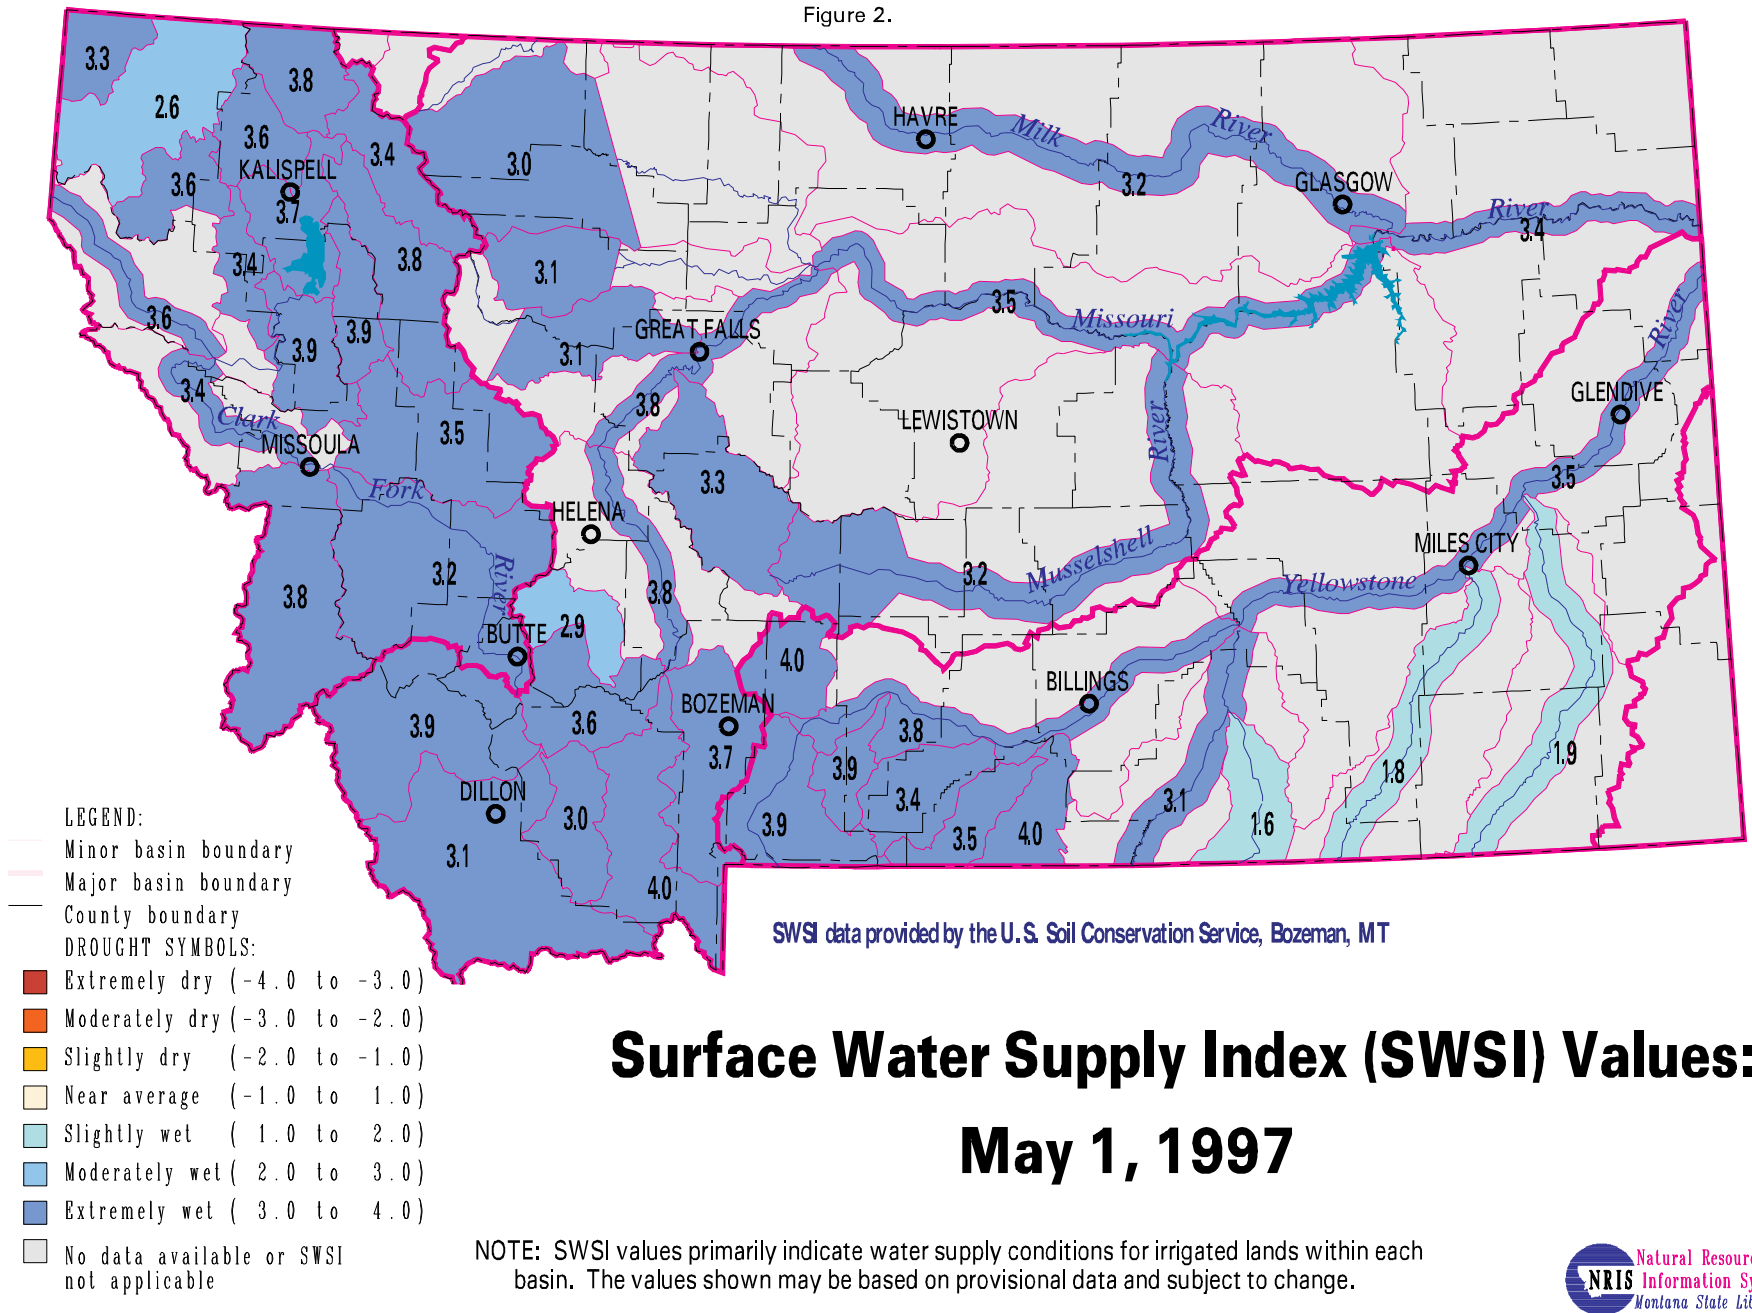 Figure 2.
3.3
3.8
2.6
HAVRE
Milk
River
3.6
3.4
3.0
KALISPELL
3.6
3.2
GLASGOW
3.7
River
3.4
3.4
3.8
3.1
3.5
Missouri
River
3.6
3.9
3.9
3.1
GREAT FALLS
3.4
3.8
GLENDIVE
Clark
LEWISTOWN
River
MISSOULA
3.5
3.3
3.5
Fork
HELENA
MILES CITY
Musselshell
3.8
3.2
River
3.8
3.2
Yellowstone
BUTTE
2.9
4.0
BILLINGS
BOZEMAN
3.9
3.6
3.8
3.7
3.9
1.8
1.9
DILLON
3.0
3.4
3.1
3.1
3.9
3.5
4.0
1.6
4.0
SWSI data provided by the U.S. Soil Conservation Service, Bozeman, MT
LEGEND:
Minor basin boundary
Major basin boundary
County boundary
DROUGHT SYMBOLS:
Extremely dry (-4.0 to -3.0)
Moderately dry (-3.0 to -2.0)
Slightly dry (-2.0 to -1.0)
Near average (-1.0 to 1.0)
Slightly wet ( 1.0 to 2.0)
Moderately wet ( 2.0 to 3.0)
Extremely wet ( 3.0 to 4.0)
No data available or SWSI
not applicable
Surface Water Supply Index (SWSI) Values:
May 1, 1997
NOTE: SWSI values primarily indicate water supply conditions for irrigated lands within each
basin. The values shown may be based on provisional data and subject to change.
NRIS
Natural Resour
Information Sy
Montana State Lib